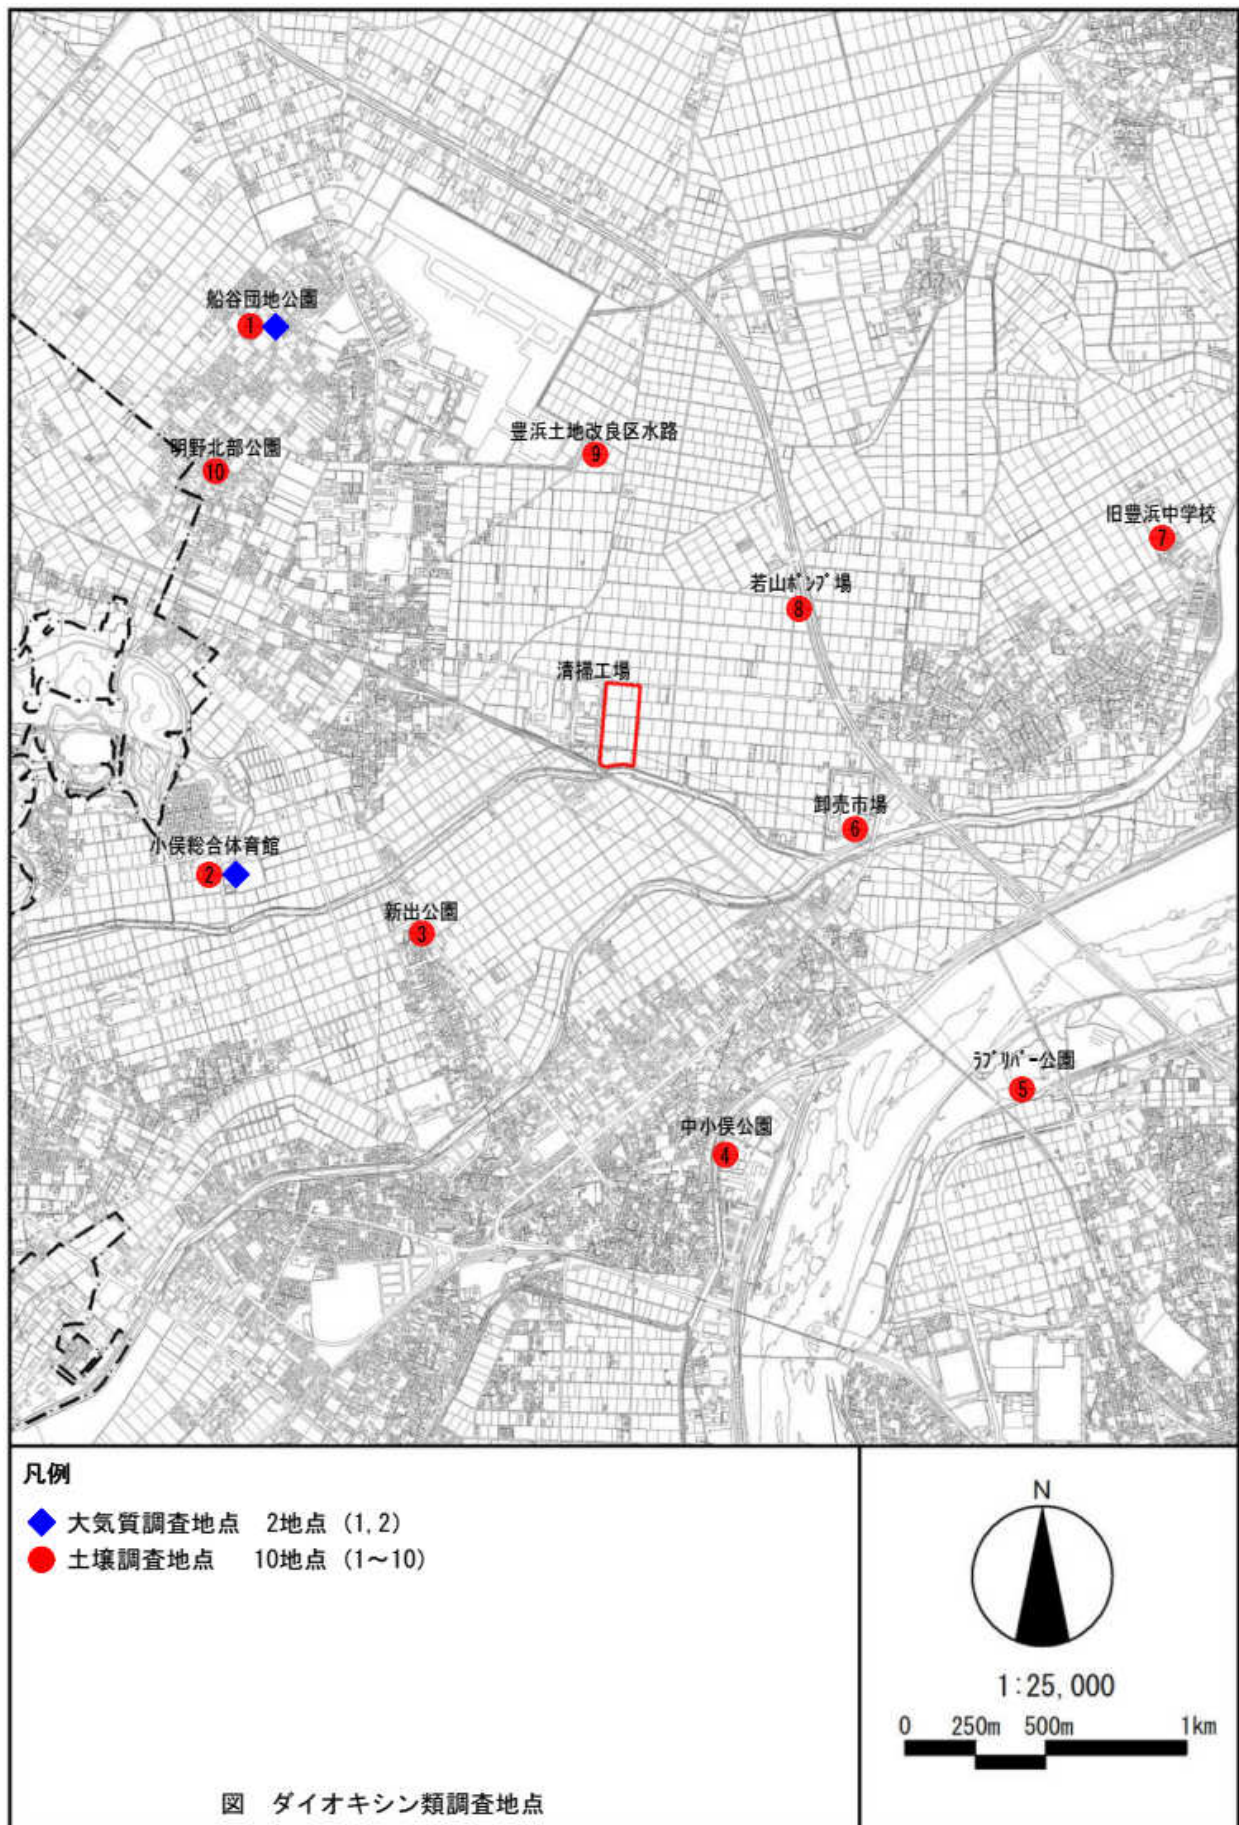 船谷団地公園
1
明野北部公園
10
豊浜土地改良区水路
9
旧豊浜中学校
7
若山ﾎﾟﾝﾌﾟ場
8
清掃工場
卸売市場
6
小俣総合体育館
2
新出公園
3
ﾗﾌﾞﾘﾊﾞｰ公園
5
中小俣公園
4
凡例
大気質調査地点 2地点 (1,2)
土壌調査地点 10地点 (1～10)
図 ダイオキシン類調査地点
N
1:25,000
0 250m 500m 1km